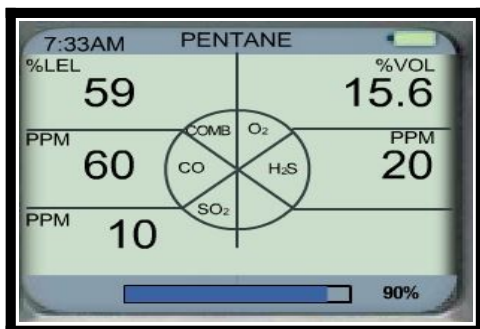 7:33AM PENTANE
%LEL %VOL
59 15.6
COMB O₂
PPM PPM
60 CO H₂S 20
SO₂
PPM 10
90%